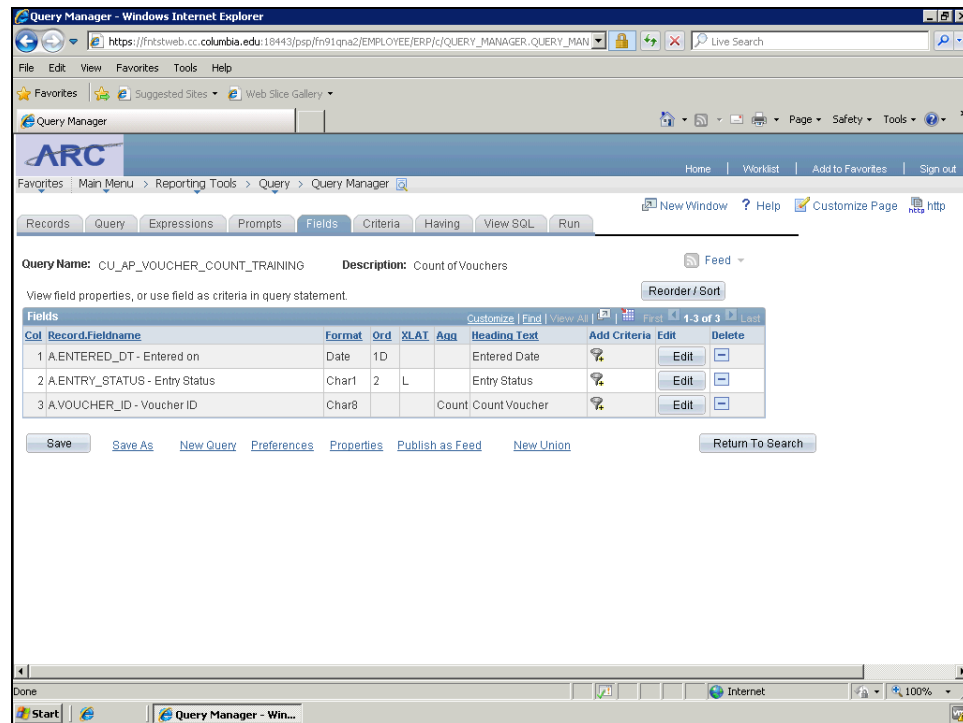 Query Manager - Windows Internet Explorer
https://fntstweb.cc.columbia.edu:18443/psp/fn91qna2/EMPLOYEE/ERP/c/QUERY_MANAGER.QUERY_MAN
Live Search
File Edit View Favorites Tools Help
Favorites Suggested Sites Web Slice Gallery
Query Manager
Page Safety Tools
ARC
Home | Worklist | Add to Favorites | Sign out
Favorites Main Menu > Reporting Tools > Query > Query Manager
New Window ? Help Customize Page http
Records Query Expressions Prompts Fields Criteria Having View SQL Run
Query Name: CU_AP_VOUCHER_COUNT_TRAINING Description: Count of Vouchers Feed
View field properties, or use field as criteria in query statement. Reorder / Sort
Fields Customize | Find | View All | First 1-3 of 3 Last
Col Record.Fieldname Format Ord XLAT Agg Heading Text Add Criteria Edit Delete
1 A.ENTERED_DT - Entered on Date 1D Entered Date Edit
2 A.ENTRY_STATUS - Entry Status Char1 2 L Entry Status Edit
3 A.VOUCHER_ID - Voucher ID Char8 Count Count Voucher Edit
Save Save As New Query Preferences Properties Publish as Feed New Union Return To Search
Done Internet 100%
Start Query Manager - Win...